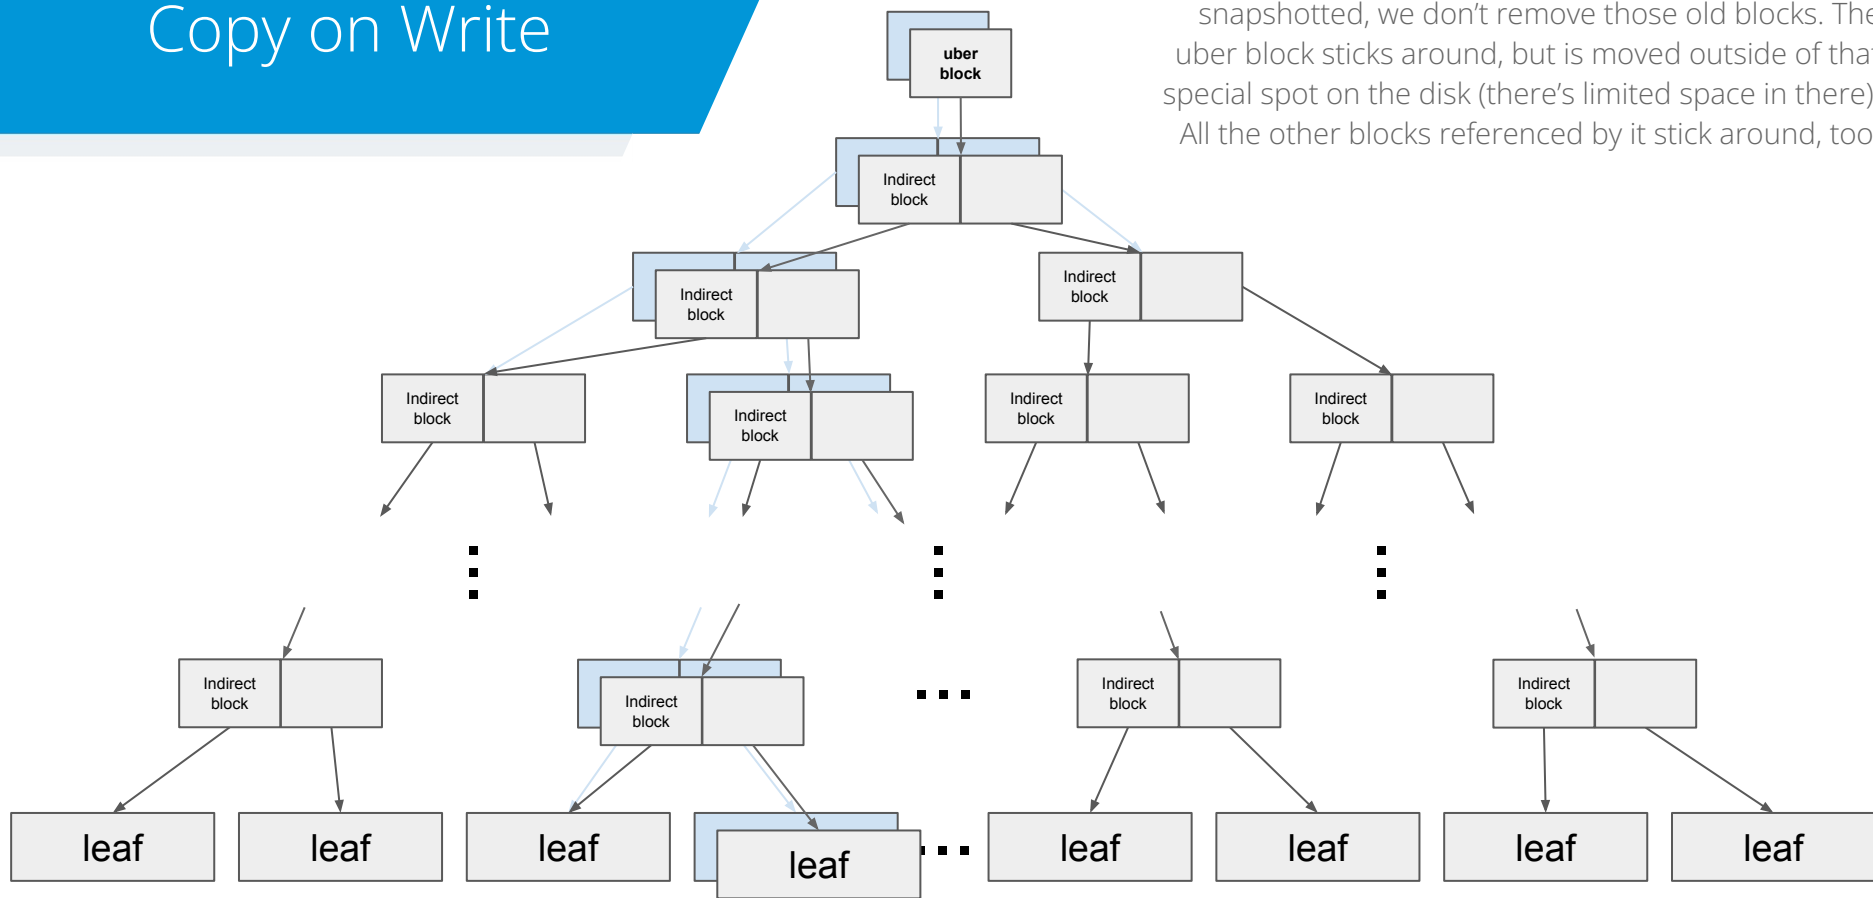 Copy on Write
snapshotted, we don't remove those old blocks. The
uber block sticks around, but is moved outside of that
special spot on the disk (there's limited space in there)
All the other blocks referenced by it stick around, too
uber
block
Indirect
block
Indirect
block
Indirect
block
Indirect
block
Indirect
block
Indirect
block
Indirect
block
Indirect
block
Indirect
block
Indirect
block
Indirect
block
leaf
leaf
leaf
leaf
leaf
leaf
leaf
leaf